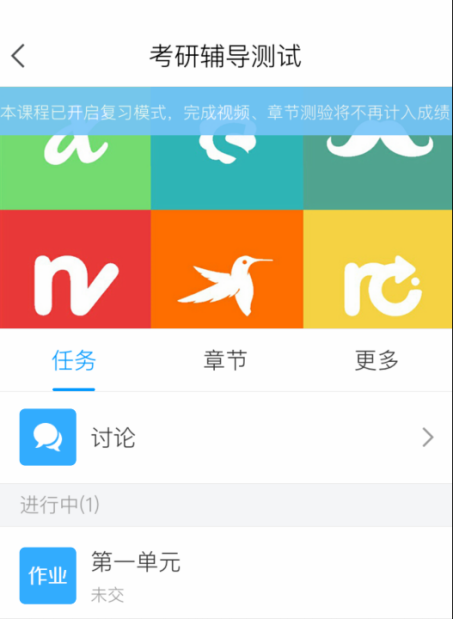 考研辅导测试
本课程已开启复习模式，完成视频、章节测验将不再计入成绩
任务 章节 更多
讨论
进行中(1)
作业 第一单元
未交